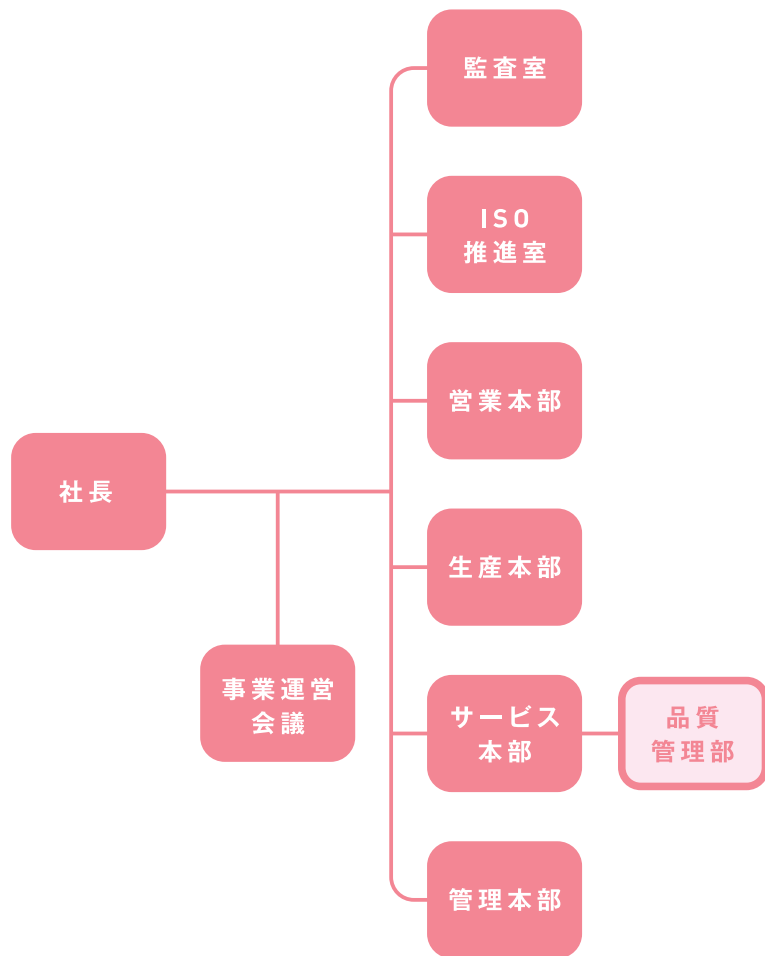 監査室
ISO
推進室
営業本部
社長
生産本部
事業運営
会議
サービス
本部
品質
管理部
管理本部